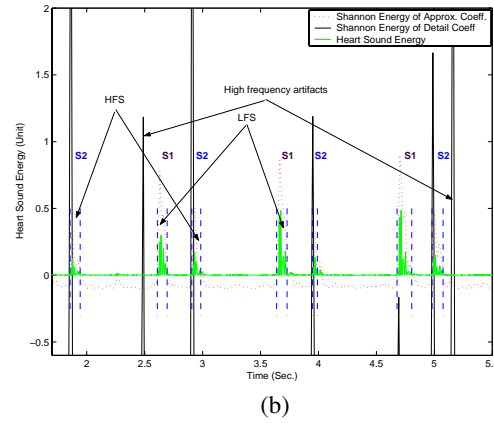 Shannon Energy of Approx. Coeff.
Shannon Energy of Detail Coeff
Heart Sound Energy
HFS
High frequency artifacts
LFS
S2 S1 S2 S1 S2 S1 S2
Heart Sound Energy (Unit)
2
1.5
1
0.5
0
−0.5
2 2.5 3 3.5 4 4.5 5 5.
Time (Sec.)
(b)